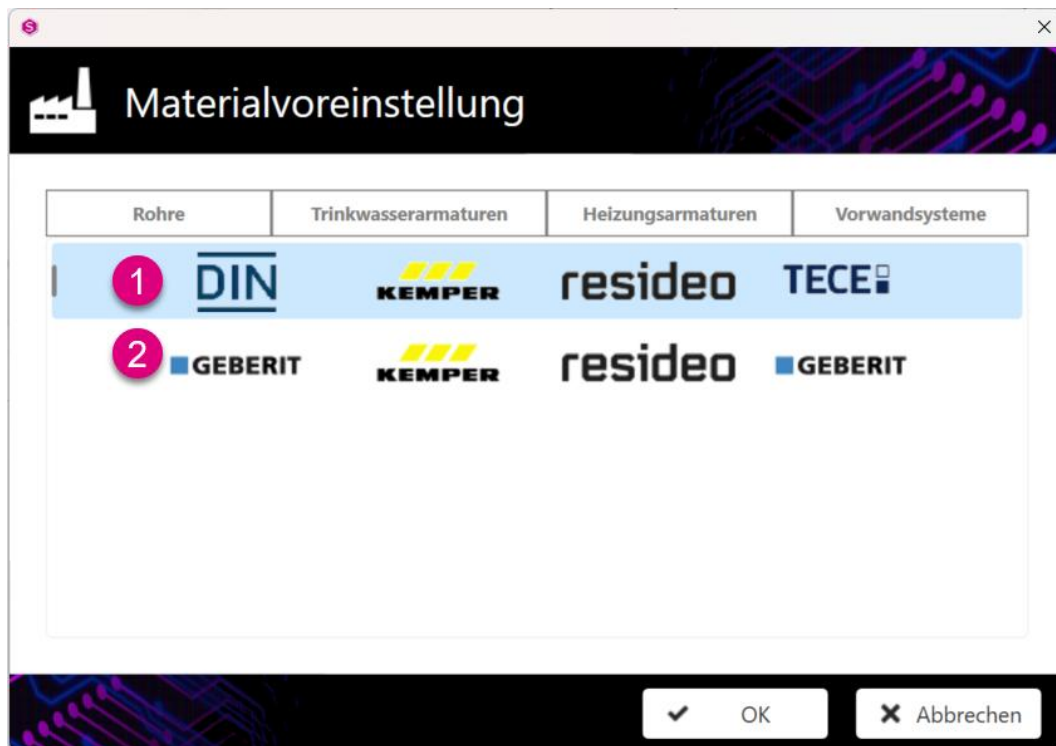 S
Materialvoreinstellung
Rohre Trinkwasserarmaturen Heizungsarmaturen Vorwandsysteme
1 DIN KEMPER resideo TECE
2 GEBERIT KEMPER resideo GEBERIT
OK Abbrechen